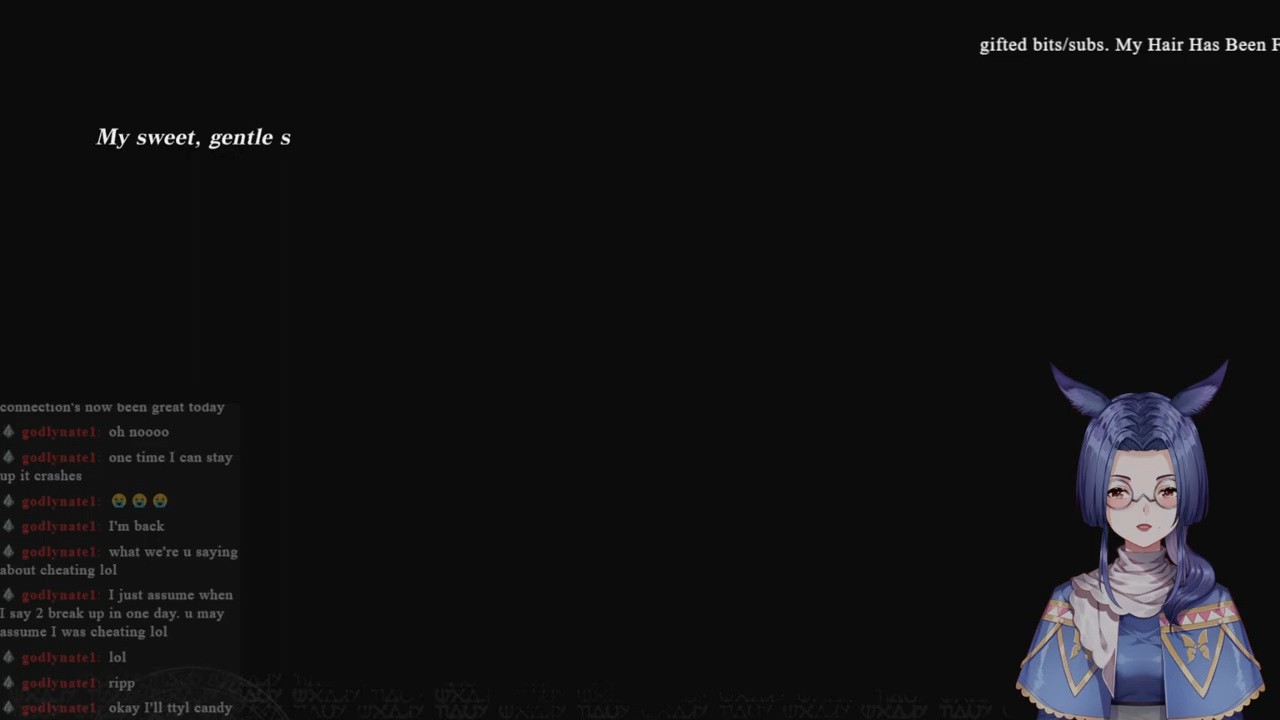 gifted bits/subs. My Hair Has Been F
My sweet, gentle s
connection's now been great today
godlynate1: oh noooo
godlynate1: one time I can stay
up it crashes
godlynate1: 😭 😭 😭
godlynate1: I'm back
godlynate1: what we're u saying
about cheating lol
godlynate1: I just assume when
I say 2 break up in one day. u may
assume I was cheating lol
godlynate1: lol
godlynate1: ripp
godlynate1: okay I'll ttyl candy